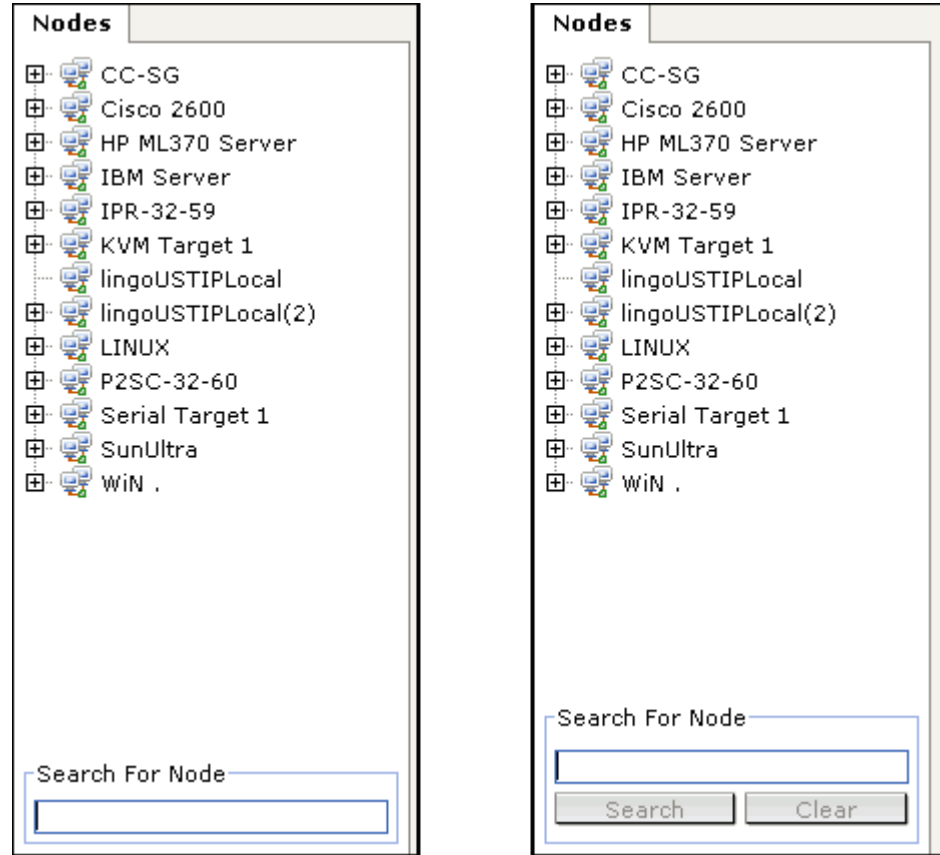 Nodes
CC-SG
Cisco 2600
HP ML370 Server
IBM Server
IPR-32-59
KVM Target 1
lingoUSTIPLocal
lingoUSTIPLocal(2)
LINUX
P2SC-32-60
Serial Target 1
SunUltra
WiN .
Search For Node
Nodes
CC-SG
Cisco 2600
HP ML370 Server
IBM Server
IPR-32-59
KVM Target 1
lingoUSTIPLocal
lingoUSTIPLocal(2)
LINUX
P2SC-32-60
Serial Target 1
SunUltra
WiN .
Search For Node
Search Clear